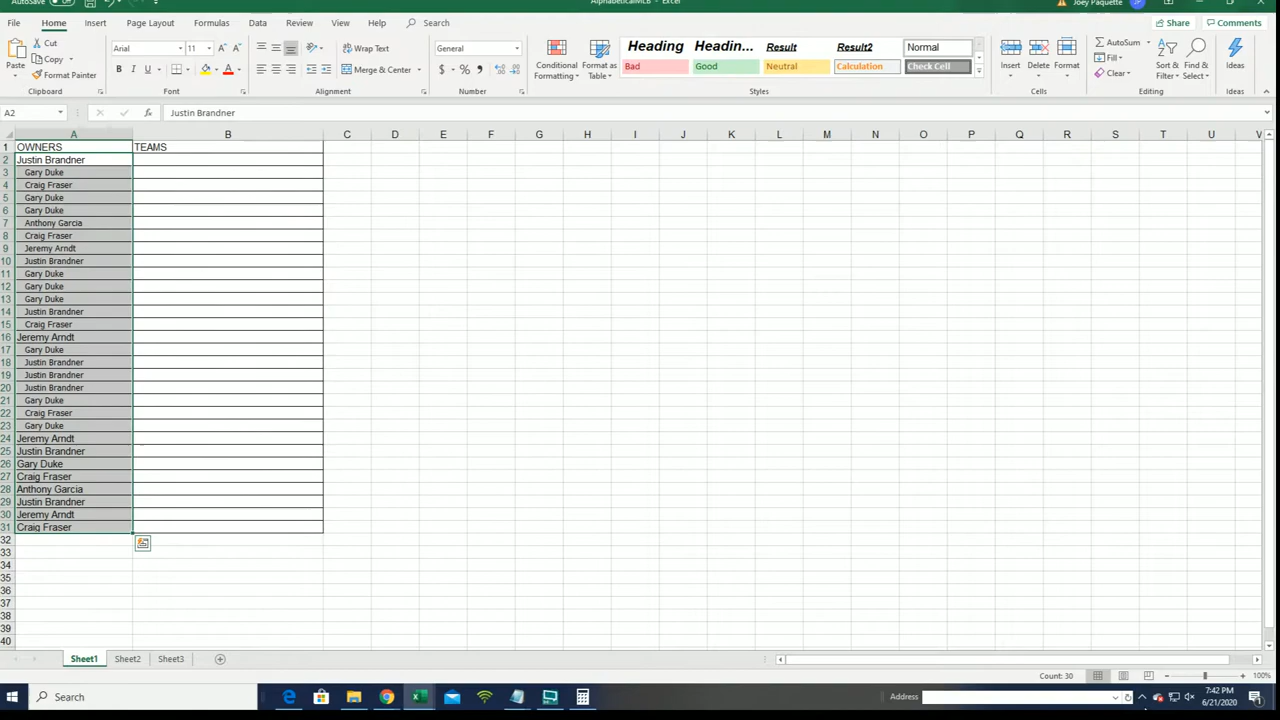 AutoSave Off AlphabeticalMLB - Excel Joey Paquette JP
File Home Insert Page Layout Formulas Data Review View Help Search Share Comments
Cut Arial 11 Wrap Text General Heading Headin... Result Result2 Normal AutoSum
Copy Conditional Format as Insert Delete Format Fill Sort & Find & Ideas
Paste Format Painter B I U A Merge & Center $ % 9 Formatting Table Bad Good Neutral Calculation Check Cell Clear Filter Select
Clipboard Font Alignment Number Styles Cells Editing Ideas
A2 fx Justin Brandner
A B C D E F G H I J K L M N O P Q R S T U V
1 OWNERS TEAMS
2 Justin Brandner
3 Gary Duke
4 Craig Fraser
5 Gary Duke
6 Gary Duke
7 Anthony Garcia
8 Craig Fraser
9 Jeremy Arndt
10 Justin Brandner
11 Gary Duke
12 Gary Duke
13 Gary Duke
14 Justin Brandner
15 Craig Fraser
16 Jeremy Arndt
17 Gary Duke
18 Justin Brandner
19 Justin Brandner
20 Justin Brandner
21 Gary Duke
22 Craig Fraser
23 Gary Duke
24 Jeremy Arndt
25 Justin Brandner
26 Gary Duke
27 Craig Fraser
28 Anthony Garcia
29 Justin Brandner
30 Jeremy Arndt
31 Craig Fraser
32
33
34
35
36
37
38
39
40
Sheet1 Sheet2 Sheet3
Count: 30 100%
Search Address 7:42 PM
6/21/2020